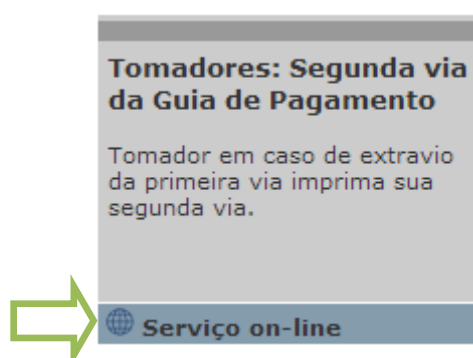 Tomadores: Segunda via
da Guia de Pagamento
Tomador em caso de extravio
da primeira via imprima sua
segunda via.
Serviço on-line